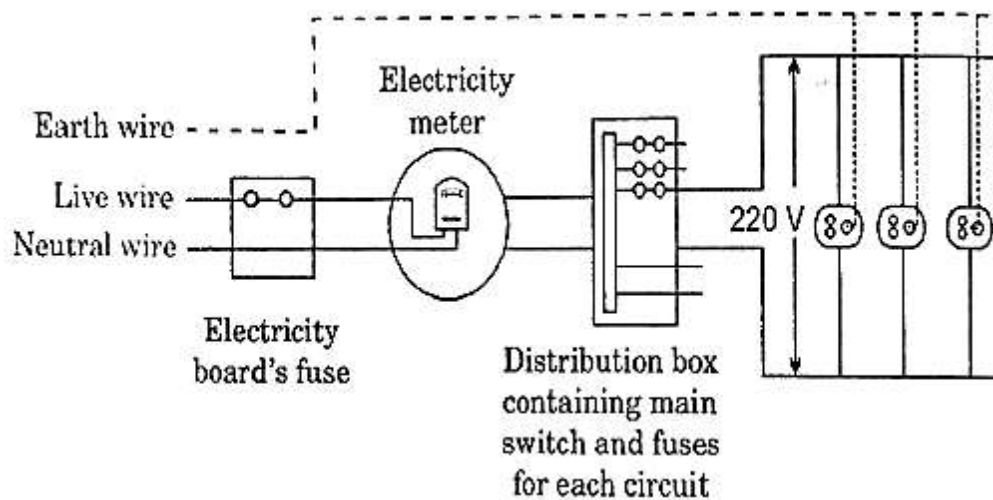 Electricity
meter
Earth wire
Live wire
Neutral wire
220 V
Electricity
board's fuse
Distribution box
containing main
switch and fuses
for each circuit